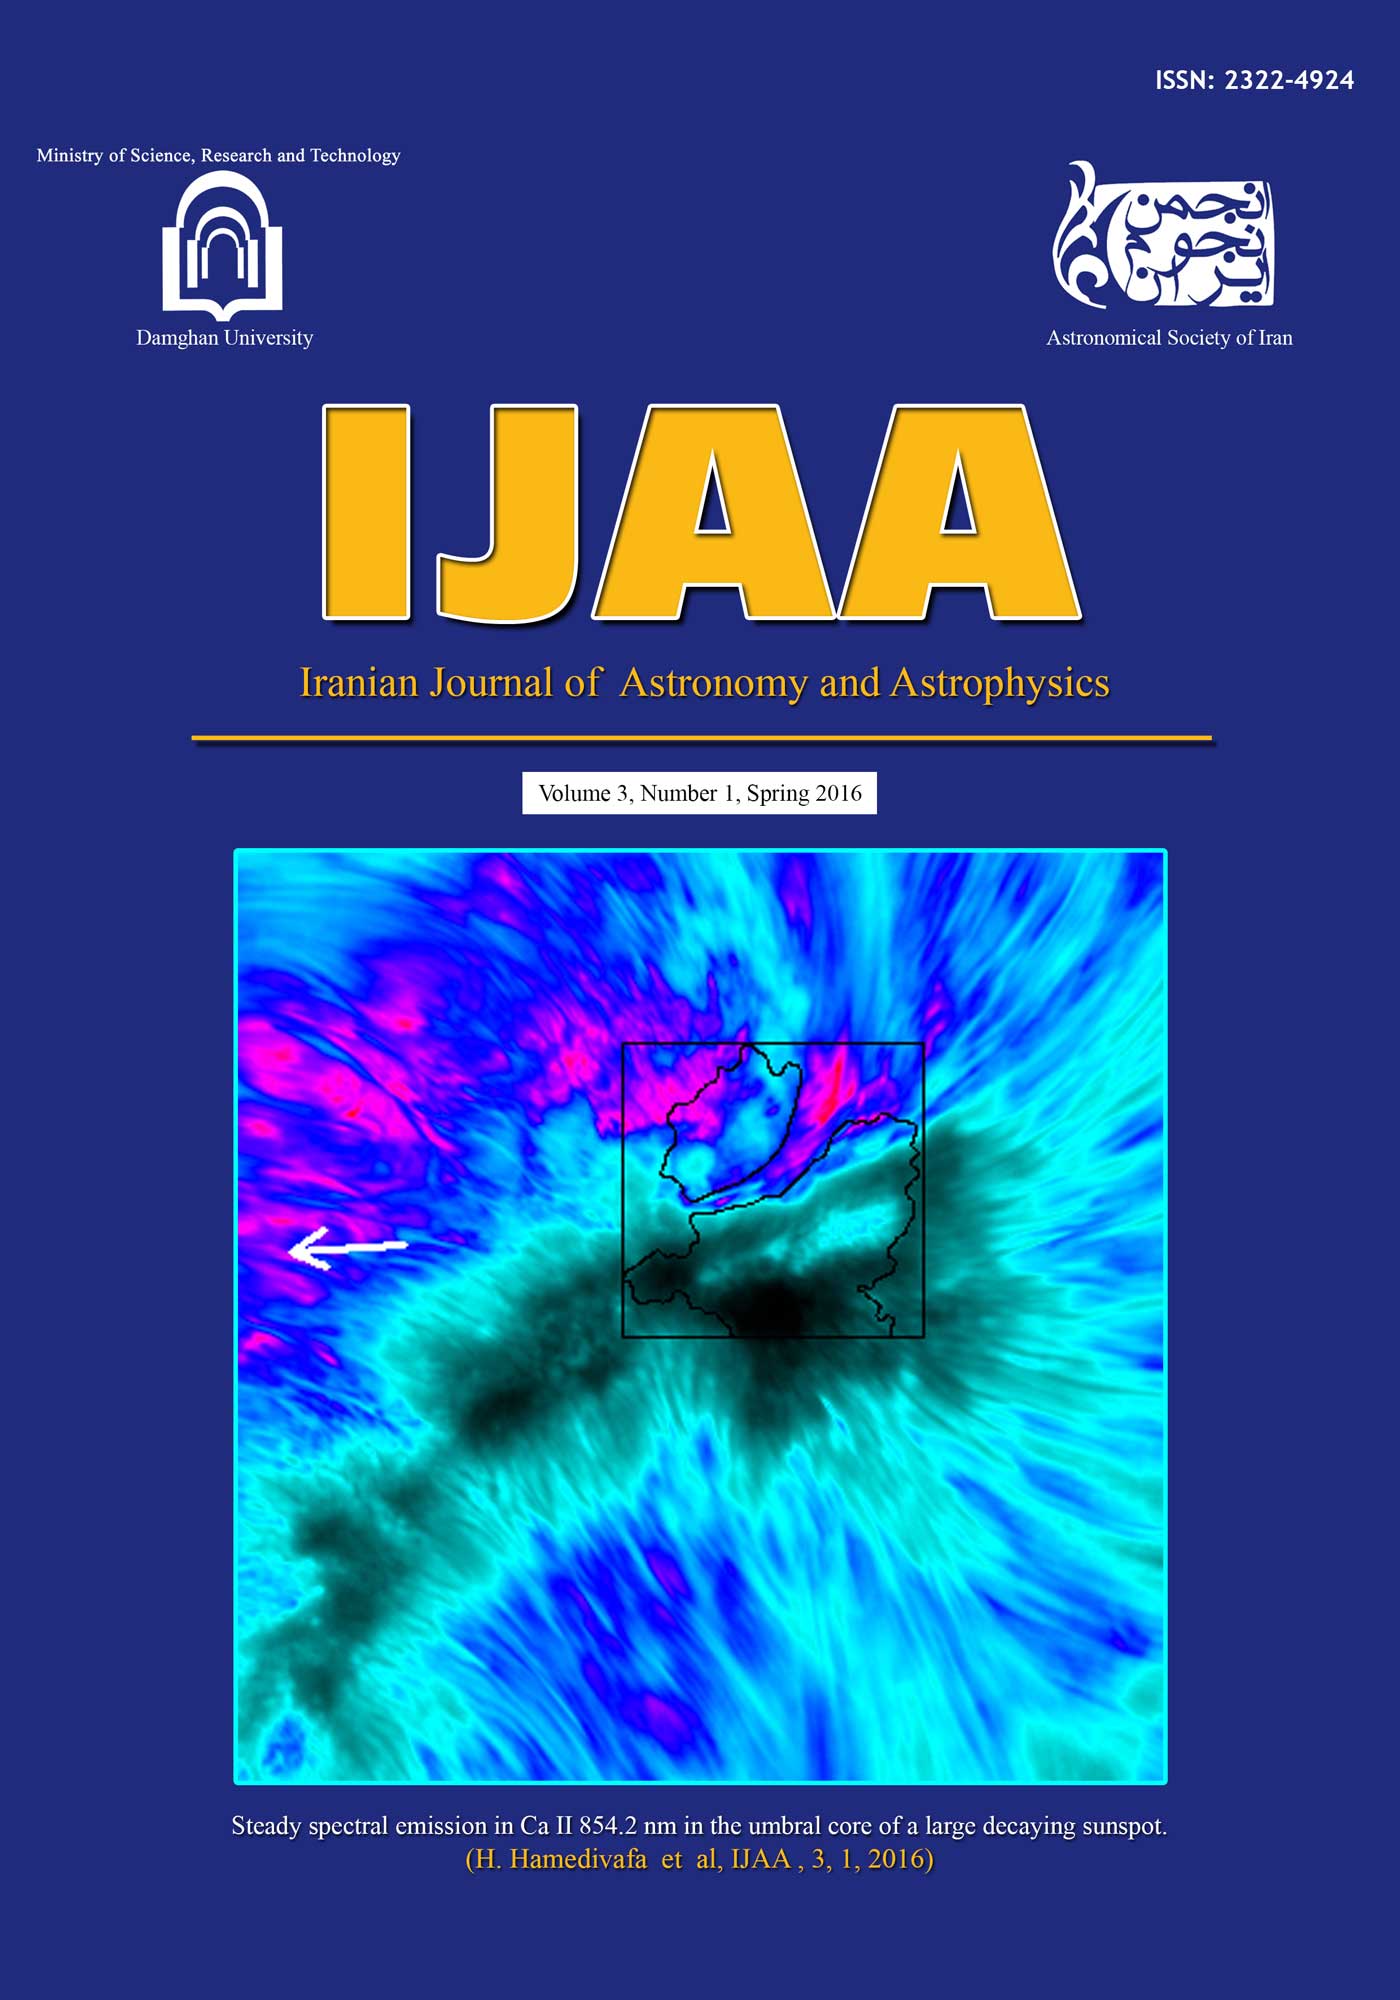 ISSN: 2322-4924
Ministry of Science, Research and Technology
Damghan University
انجمن
نجوم
ایران
Astronomical Society of Iran
IJAA
Iranian Journal of Astronomy and Astrophysics
Volume 3, Number 1, Spring 2016
Steady spectral emission in Ca II 854.2 nm in the umbral core of a large decaying sunspot.
(H. Hamedivafa et al, IJAA , 3, 1, 2016)